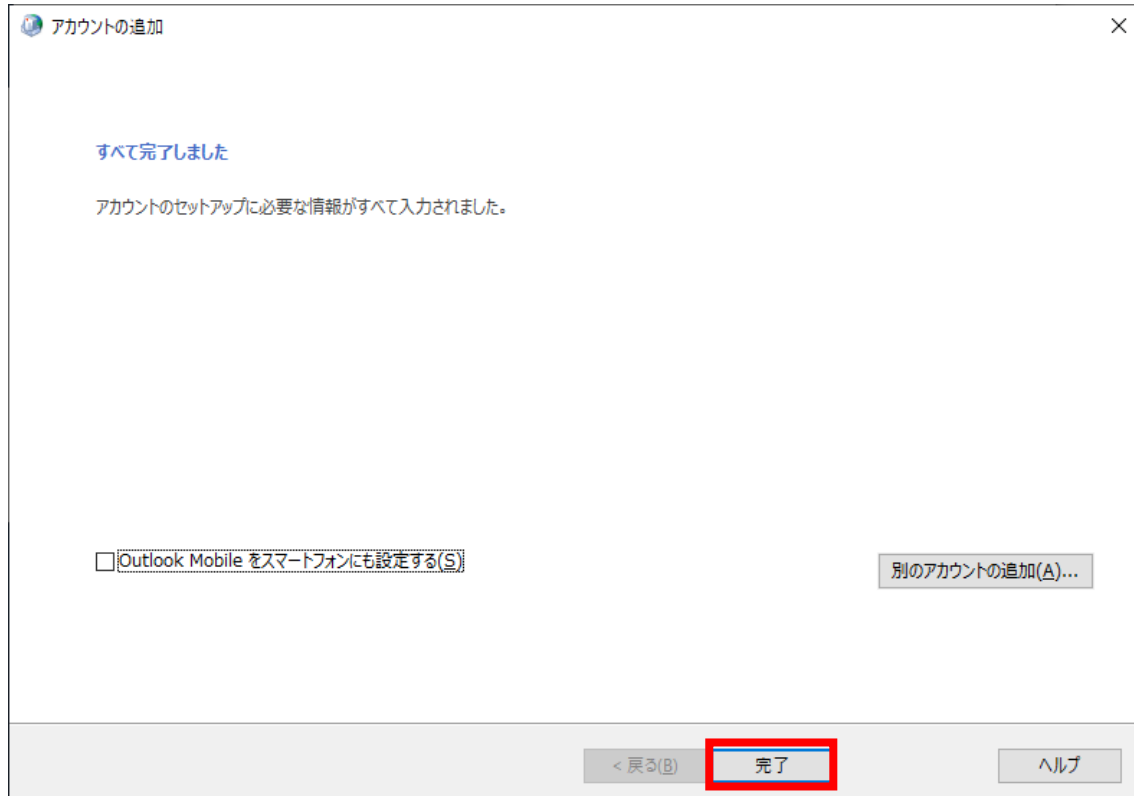 アカウントの追加
すべて完了しました
アカウントのセットアップに必要な情報がすべて入力されました。
Outlook Mobile をスマートフォンにも設定する(S)
別のアカウントの追加(A)...
< 戻る(B)
完了
ヘルプ